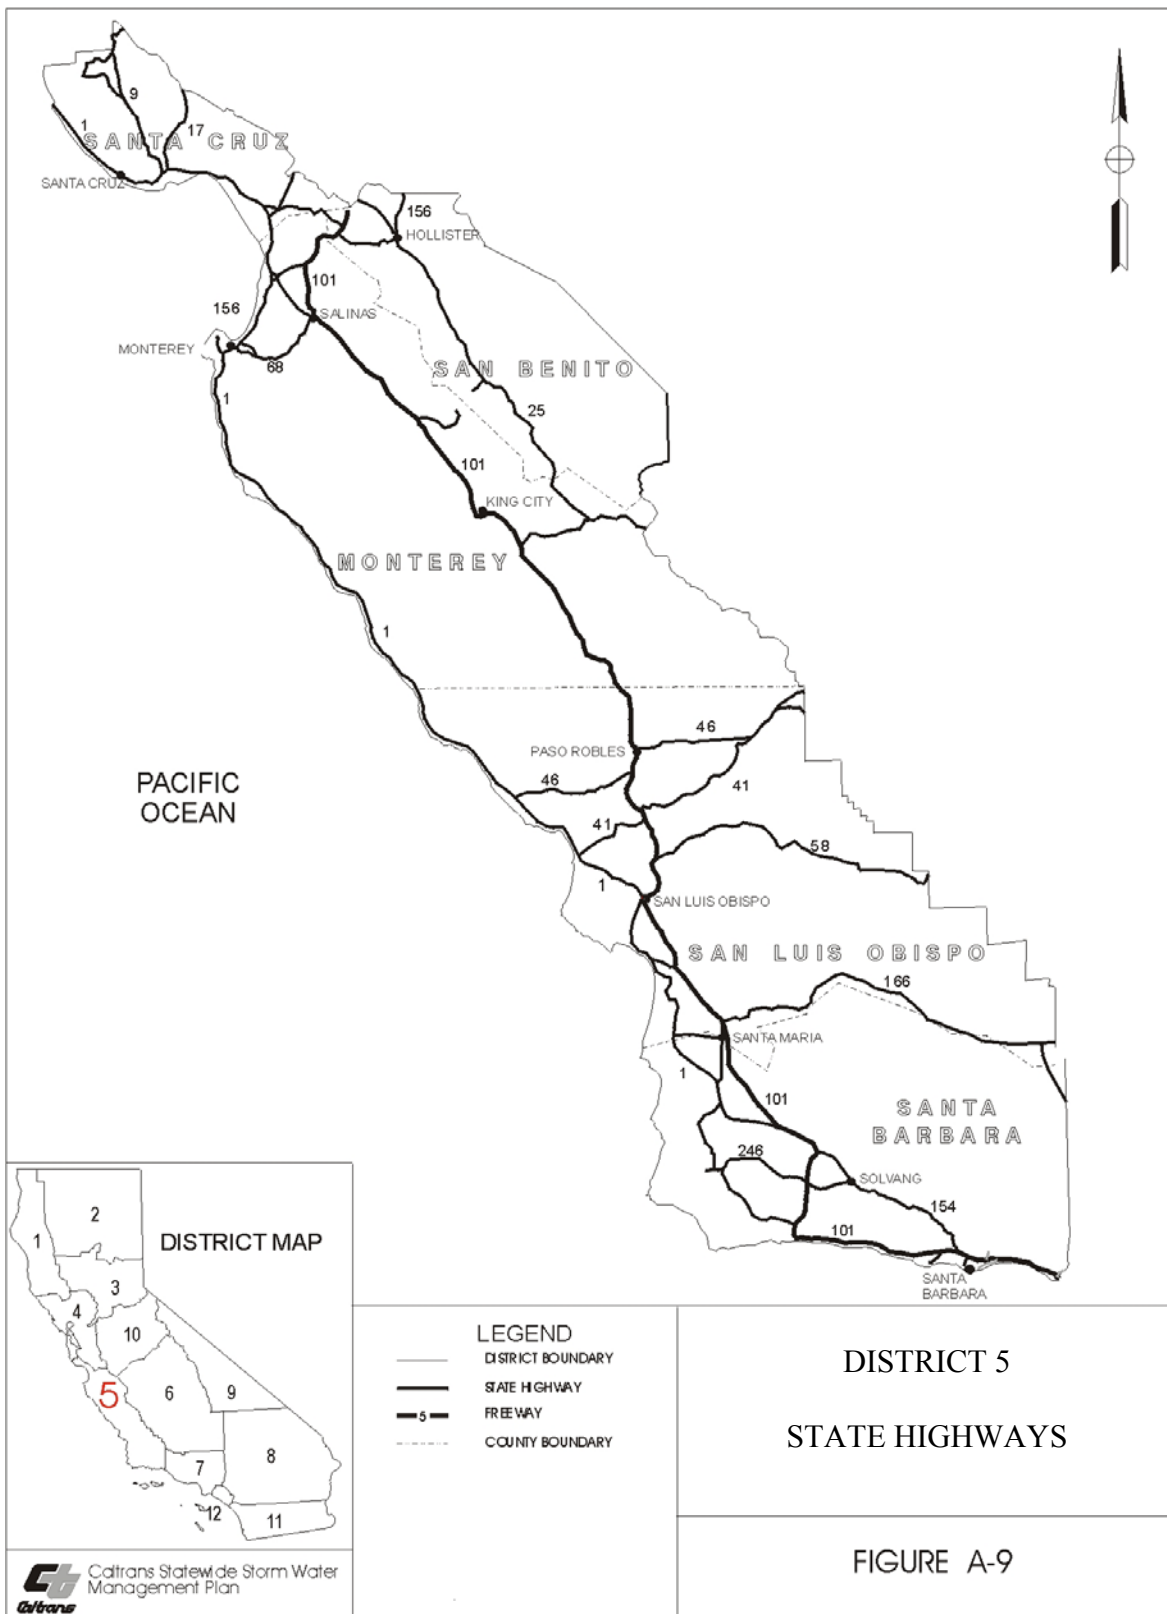 9
1
17
SANTA CRUZ
SANTA CRUZ
156
HOLLISTER
101
156
SALINAS
MONTEREY
68
SAN BENITO
1
25
101
KING CITY
MONTEREY
1
46
PASO ROBLES
46
41
PACIFIC
OCEAN
41
58
1
SAN LUIS OBISPO
SAN LUIS OBISPO
166
SANTA MARIA
1
101
SANTA
BARBARA
246
SOLVANG
154
101
SANTA
BARBARA
DISTRICT MAP
1
2
3
4
10
5
6
9
7
8
12
11
LEGEND
DISTRICT BOUNDARY
STATE HIGHWAY
5
FREEWAY
COUNTY BOUNDARY
DISTRICT 5
STATE HIGHWAYS
FIGURE A-9
Caltrans Statewide Storm Water
Management Plan
ct
Caltrans